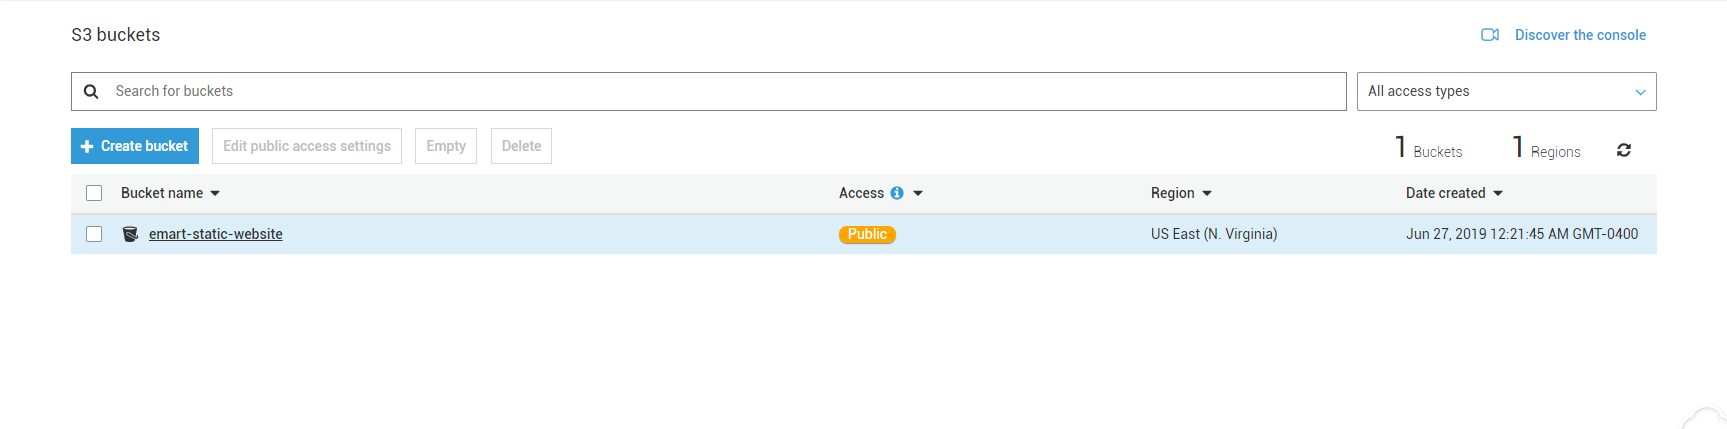 S3 buckets
Discover the console
Search for buckets
All access types
Create bucket
Edit public access settings
Empty
Delete
1 Buckets
1 Regions
Bucket name
Access
Region
Date created
emart-static-website
Public
US East (N. Virginia)
Jun 27, 2019 12:21:45 AM GMT-0400